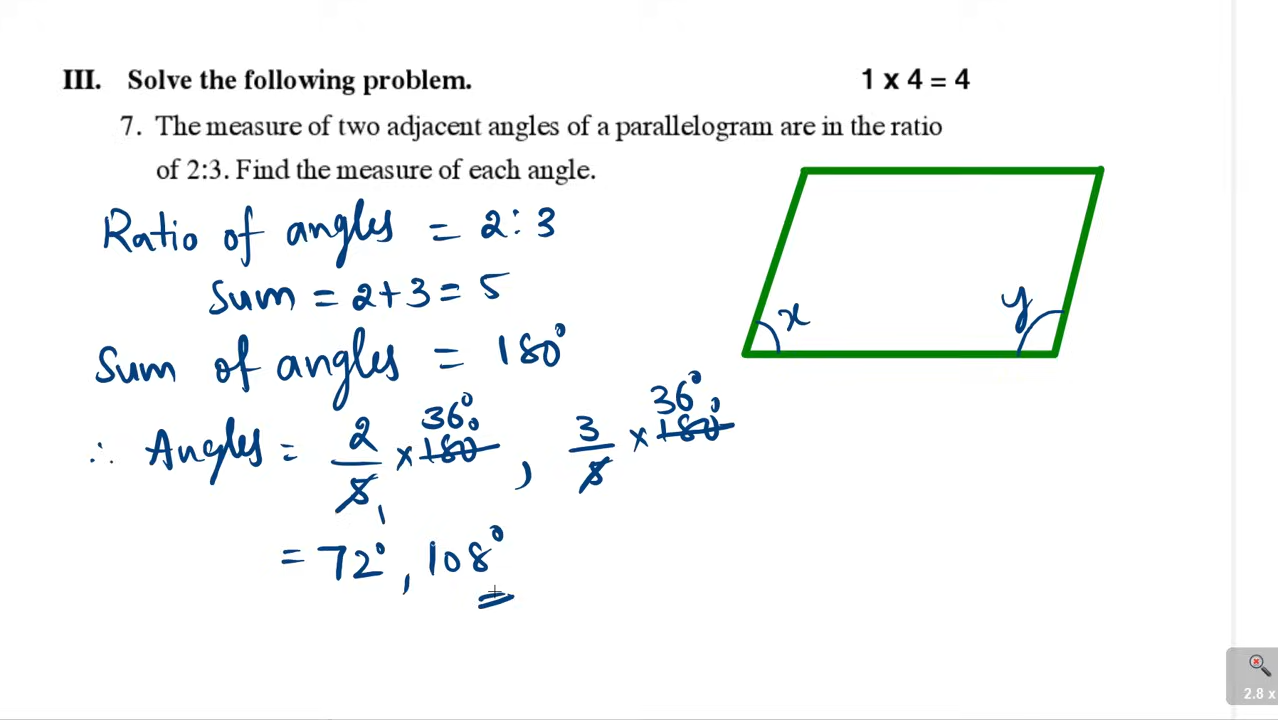 III. Solve the following problem. 1 x 4 = 4
7. The measure of two adjacent angles of a parallelogram are in the ratio
of 2:3. Find the measure of each angle.
Ratio of angles = 2:3
Sum = 2+3 = 5
Sum of angles = 180°
x
y
36° 36°
∴ Angles = 2/5 × 180°, 3/5 × 180°
1
= 72°, 108°
2.8 x